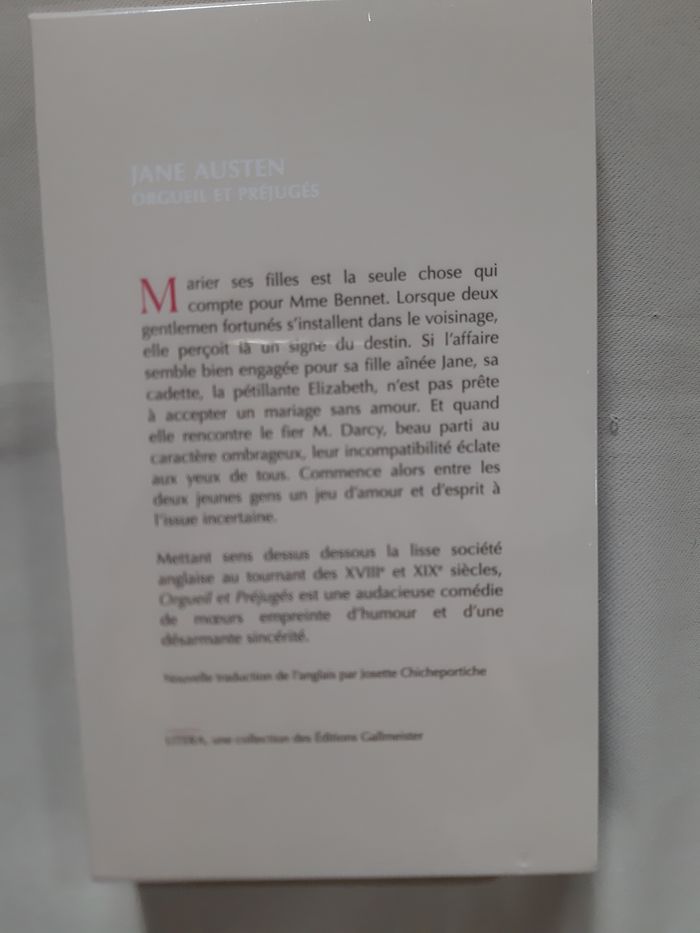 JANE AUSTEN
ORGUEIL ET PRÉJUGÉS
Marier ses filles est la seule chose qui
compte pour Mme Bennet. Lorsque deux
gentlemen fortunés s'installent dans le voisinage,
elle perçoit là un signe du destin. Si l'affaire
semble bien engagée pour sa fille aînée Jane, sa
cadette, la pétillante Elizabeth, n'est pas prête
à accepter un mariage sans amour. Et quand
elle rencontre le fier M. Darcy, beau parti au
caractère ombrageux, leur incompatibilité éclate
aux yeux de tous. Commence alors entre les
deux jeunes gens un jeu d'amour et d'esprit à
l'issue incertaine.
Mettant sens dessus dessous la lisse société
anglaise au tournant des XVIIIe et XIXe siècles,
Orgueil et Préjugés est une audacieuse comédie
de mœurs empreinte d'humour et d'une
désarmante sincérité.
Nouvelle traduction de l'anglais par Josette Chicheportiche
LITERA, une collection des Éditions Gallmeister